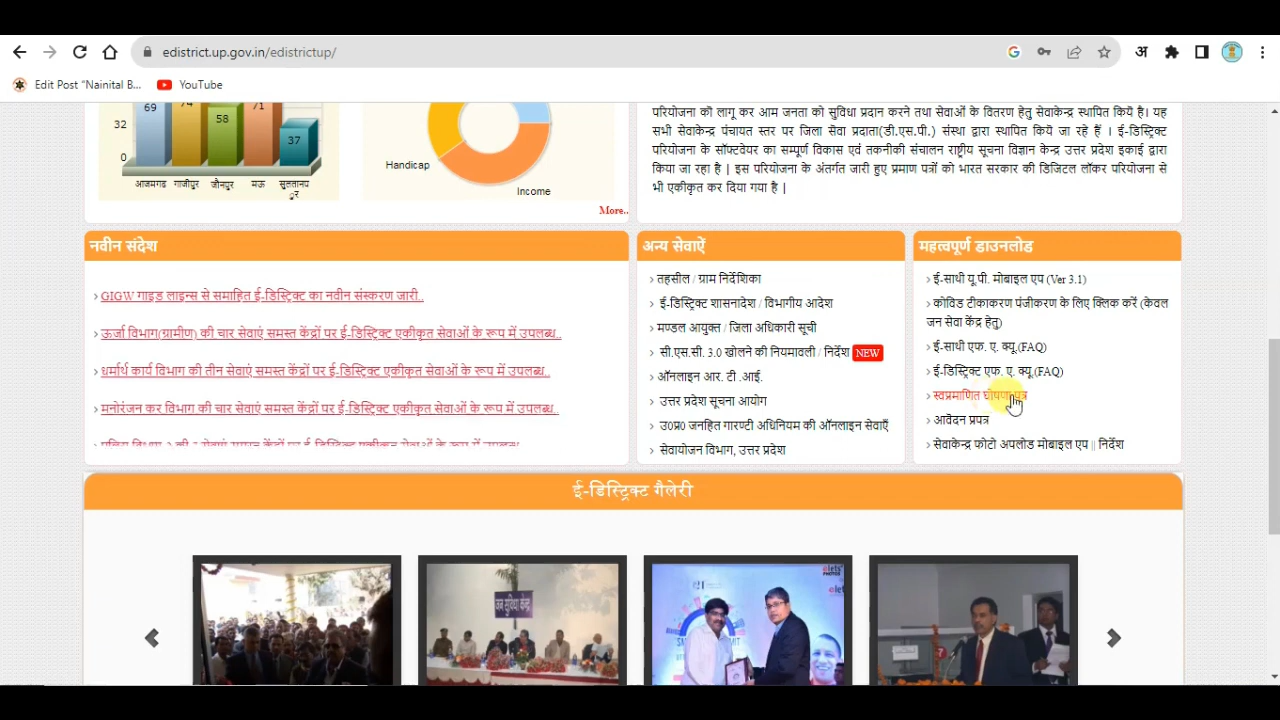 edistrict.up.gov.in/edistrictup/
अ
Edit Post “Nainital B...
YouTube
69
74
58
71
37
32
0
आजमगढ़ गाजीपुर जौनपुर मऊ सुलतानप
ुर
Handicap
Income
More..
परियोजना को लागू कर आम जनता को सुविधा प्रदान करने तथा सेवाओं के वितरण हेतु सेवाकेन्द्र स्थापित किये है। यह
सभी सेवाकेन्द्र पंचायत स्तर पर जिला सेवा प्रदाता(डी.एस.पी.) संस्था द्वारा स्थापित किये जा रहे हैं । ई-डिस्ट्रिक्ट
परियोजना के सॉफ्टवेयर का सम्पूर्ण विकास एवं तकनीकी संचालन राष्ट्रीय सूचना विज्ञान केन्द्र उत्तर प्रदेश इकाई द्वारा
किया जा रहा है | इस परियोजना के अंतर्गत जारी हुए प्रमाण पत्रों को भारत सरकार की डिजिटल लॉकर परियोजना से
भी एकीकृत कर दिया गया है |
नवीन संदेश
GIGW गाइड लाइन्स से समाहित ई-डिस्ट्रिक्ट का नवीन संस्करण जारी..
ऊर्जा विभाग(ग्रामीण) की चार सेवाएं समस्त केंद्रों पर ई-डिस्ट्रिक्ट एकीकृत सेवाओं के रूप में उपलब्ध..
धर्मार्थ कार्य विभाग की तीन सेवाएं समस्त केंद्रों पर ई-डिस्ट्रिक्ट एकीकृत सेवाओं के रूप में उपलब्ध..
मनोरंजन कर विभाग की चार सेवाएं समस्त केंद्रों पर ई-डिस्ट्रिक्ट एकीकृत सेवाओं के रूप में उपलब्ध..
अन्य सेवाऐं
तहसील / ग्राम निर्देशिका
ई-डिस्ट्रिक्ट शासनादेश / विभागीय आदेश
मण्डल आयुक्त / जिला अधिकारी सूची
सी.एस.सी. 3.0 खोलने की नियमावली / निर्देश NEW
ऑनलाइन आर. टी .आई.
उत्तर प्रदेश सूचना आयोग
उ0प्र0 जनहित गारण्टी अधिनियम की ऑनलाइन सेवाएँ
सेवायोजन विभाग, उत्तर प्रदेश
महत्वपूर्ण डाउनलोड
ई-साथी यू.पी. मोबाइल एप (Ver 3.1)
कोविड टीकाकरण पंजीकरण के लिए क्लिक करें (केवल
जन सेवा केंद्र हेतु)
ई-साथी एफ. ए. क्यू.(FAQ)
ई-डिस्ट्रिक्ट एफ. ए. क्यू.(FAQ)
स्वप्रमाणित घोषणा पत्र
आवेदन प्रपत्र
सेवाकेन्द्र फोटो अपलोड मोबाइल एप || निर्देश
ई-डिस्ट्रिक्ट गैलेरी
जन सुविधा केन्द्र
elets